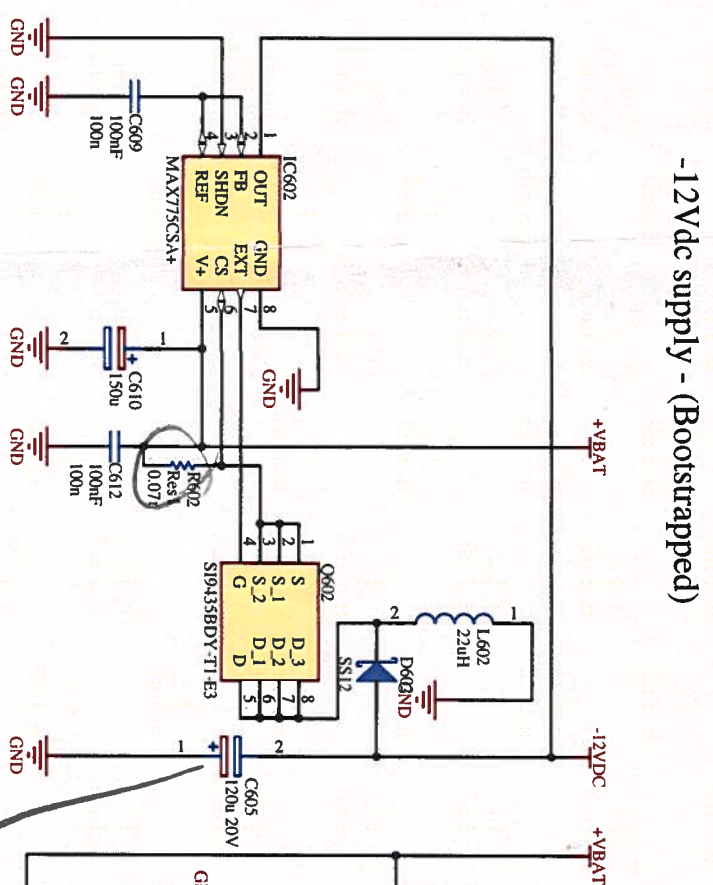 -12Vdc supply - (Bootstrapped)
+VBAT
-12VDC
+VBAT
IC602
1
2
3
4
OUT
FB
SHDN
REF
GND
EXT
CS
V+
8
7
6
5
MAX775CSA+
GND
GND
C609
100nF
100n
GND
1
2
C610
150u
GND
C612
100nF
100n
GND
R602
Res1
Q602
1
2
3
4
S
S_1
S_2
G
D_3
D_2
D_1
D
8
7
6
5
SI9435BDY-T1-E3
1
2
L602
22uH
SS12
GND
1
2
C605
120u 20V
GND